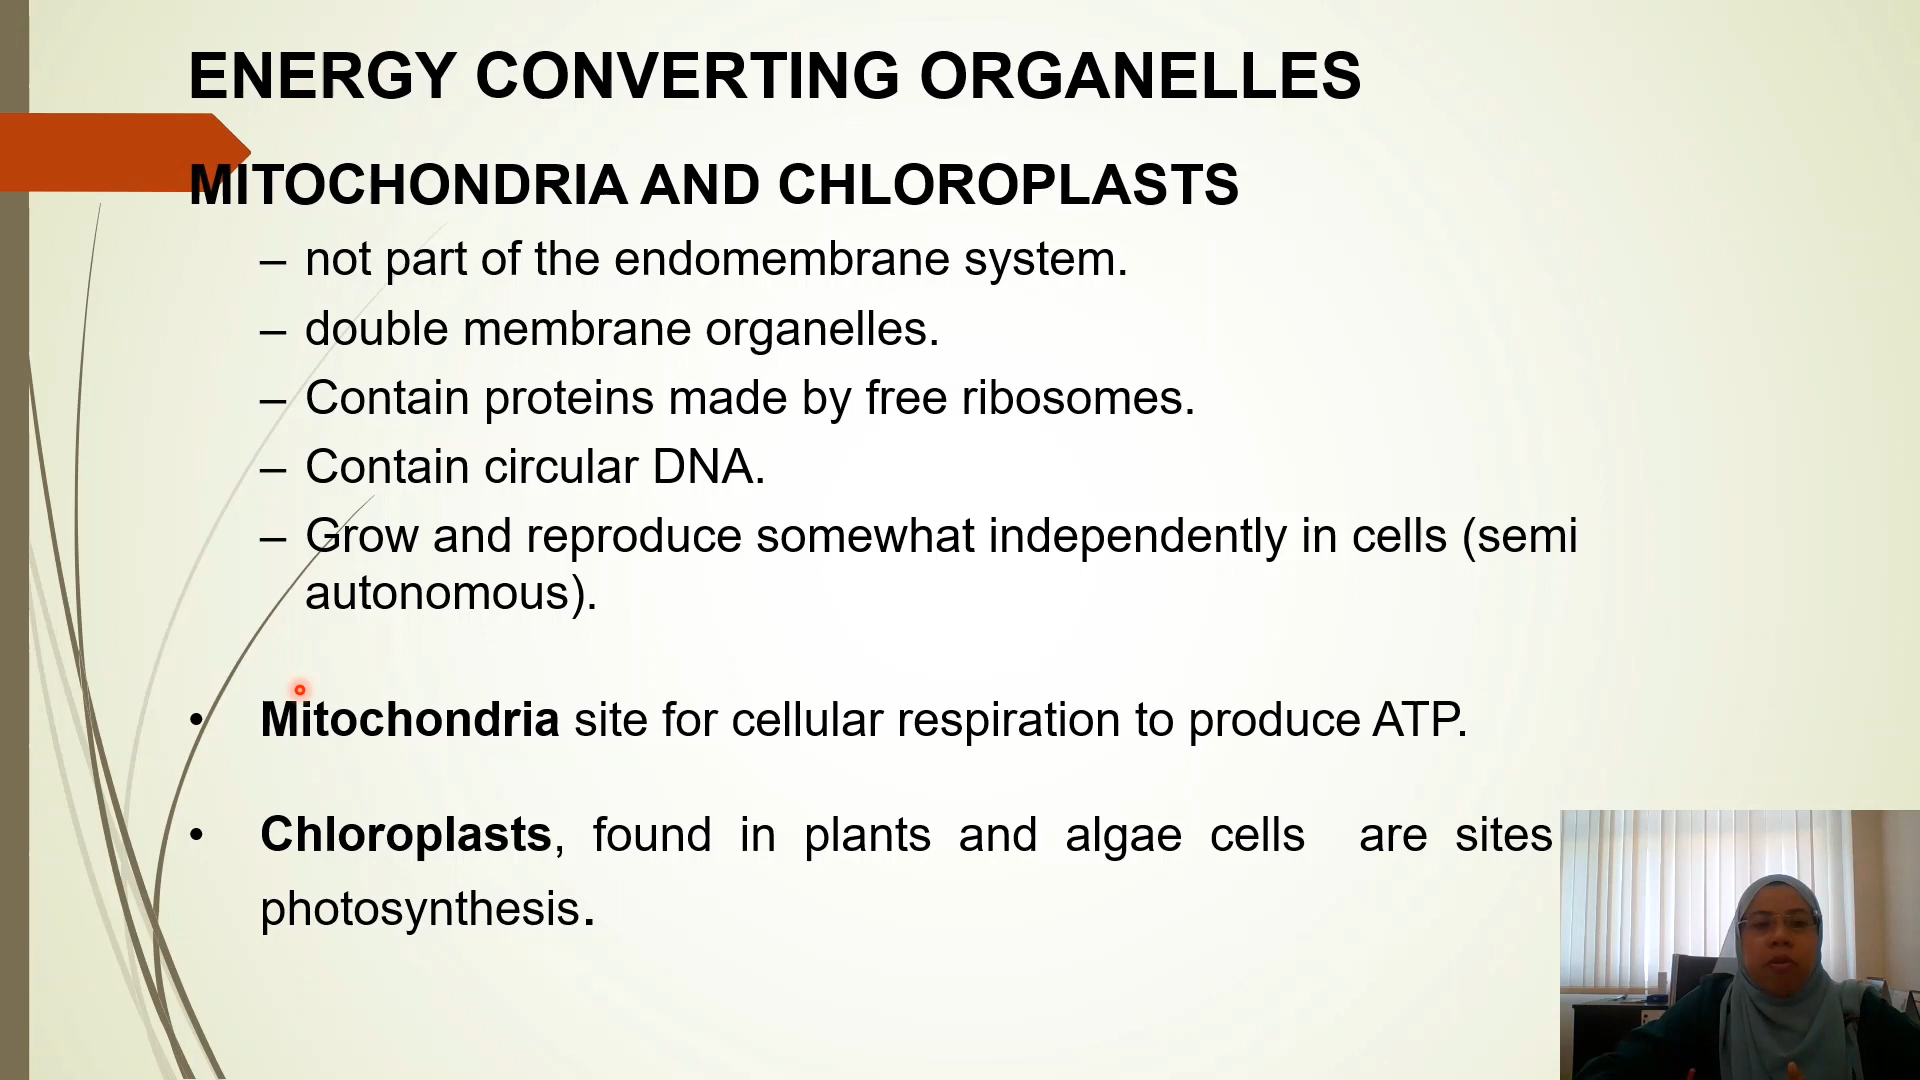 ENERGY CONVERTING ORGANELLES
MITOCHONDRIA AND CHLOROPLASTS
– not part of the endomembrane system.
– double membrane organelles.
– Contain proteins made by free ribosomes.
– Contain circular DNA.
– Grow and reproduce somewhat independently in cells (semi
autonomous).
• Mitochondria site for cellular respiration to produce ATP.
• Chloroplasts, found in plants and algae cells are sites
photosynthesis.